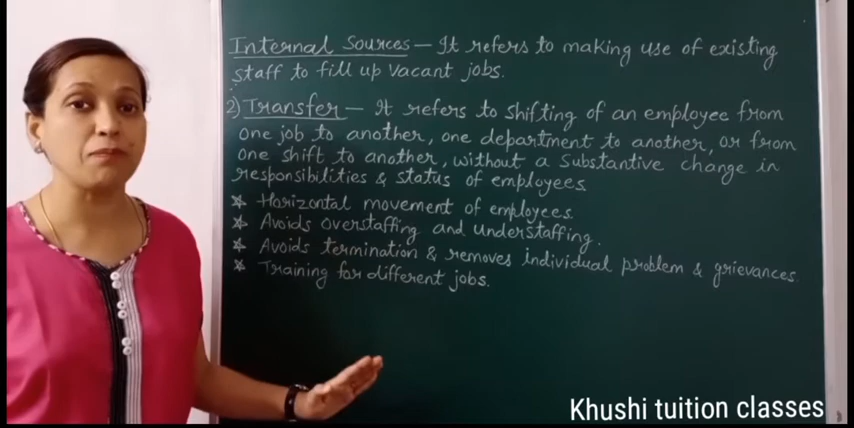 Internal Sources - It refers to making use of existing
staff to fill up vacant jobs.
2) Transfer - It refers to shifting of an employee from
one job to another, one department to another, or from
one shift to another, without a substantive change in
responsibilities & status of employees
* Horizontal movement of employees.
* Avoids overstaffing and understaffing.
* Avoids termination & removes individual problem & grievances.
* Training for different jobs.
Khushi tuition classes